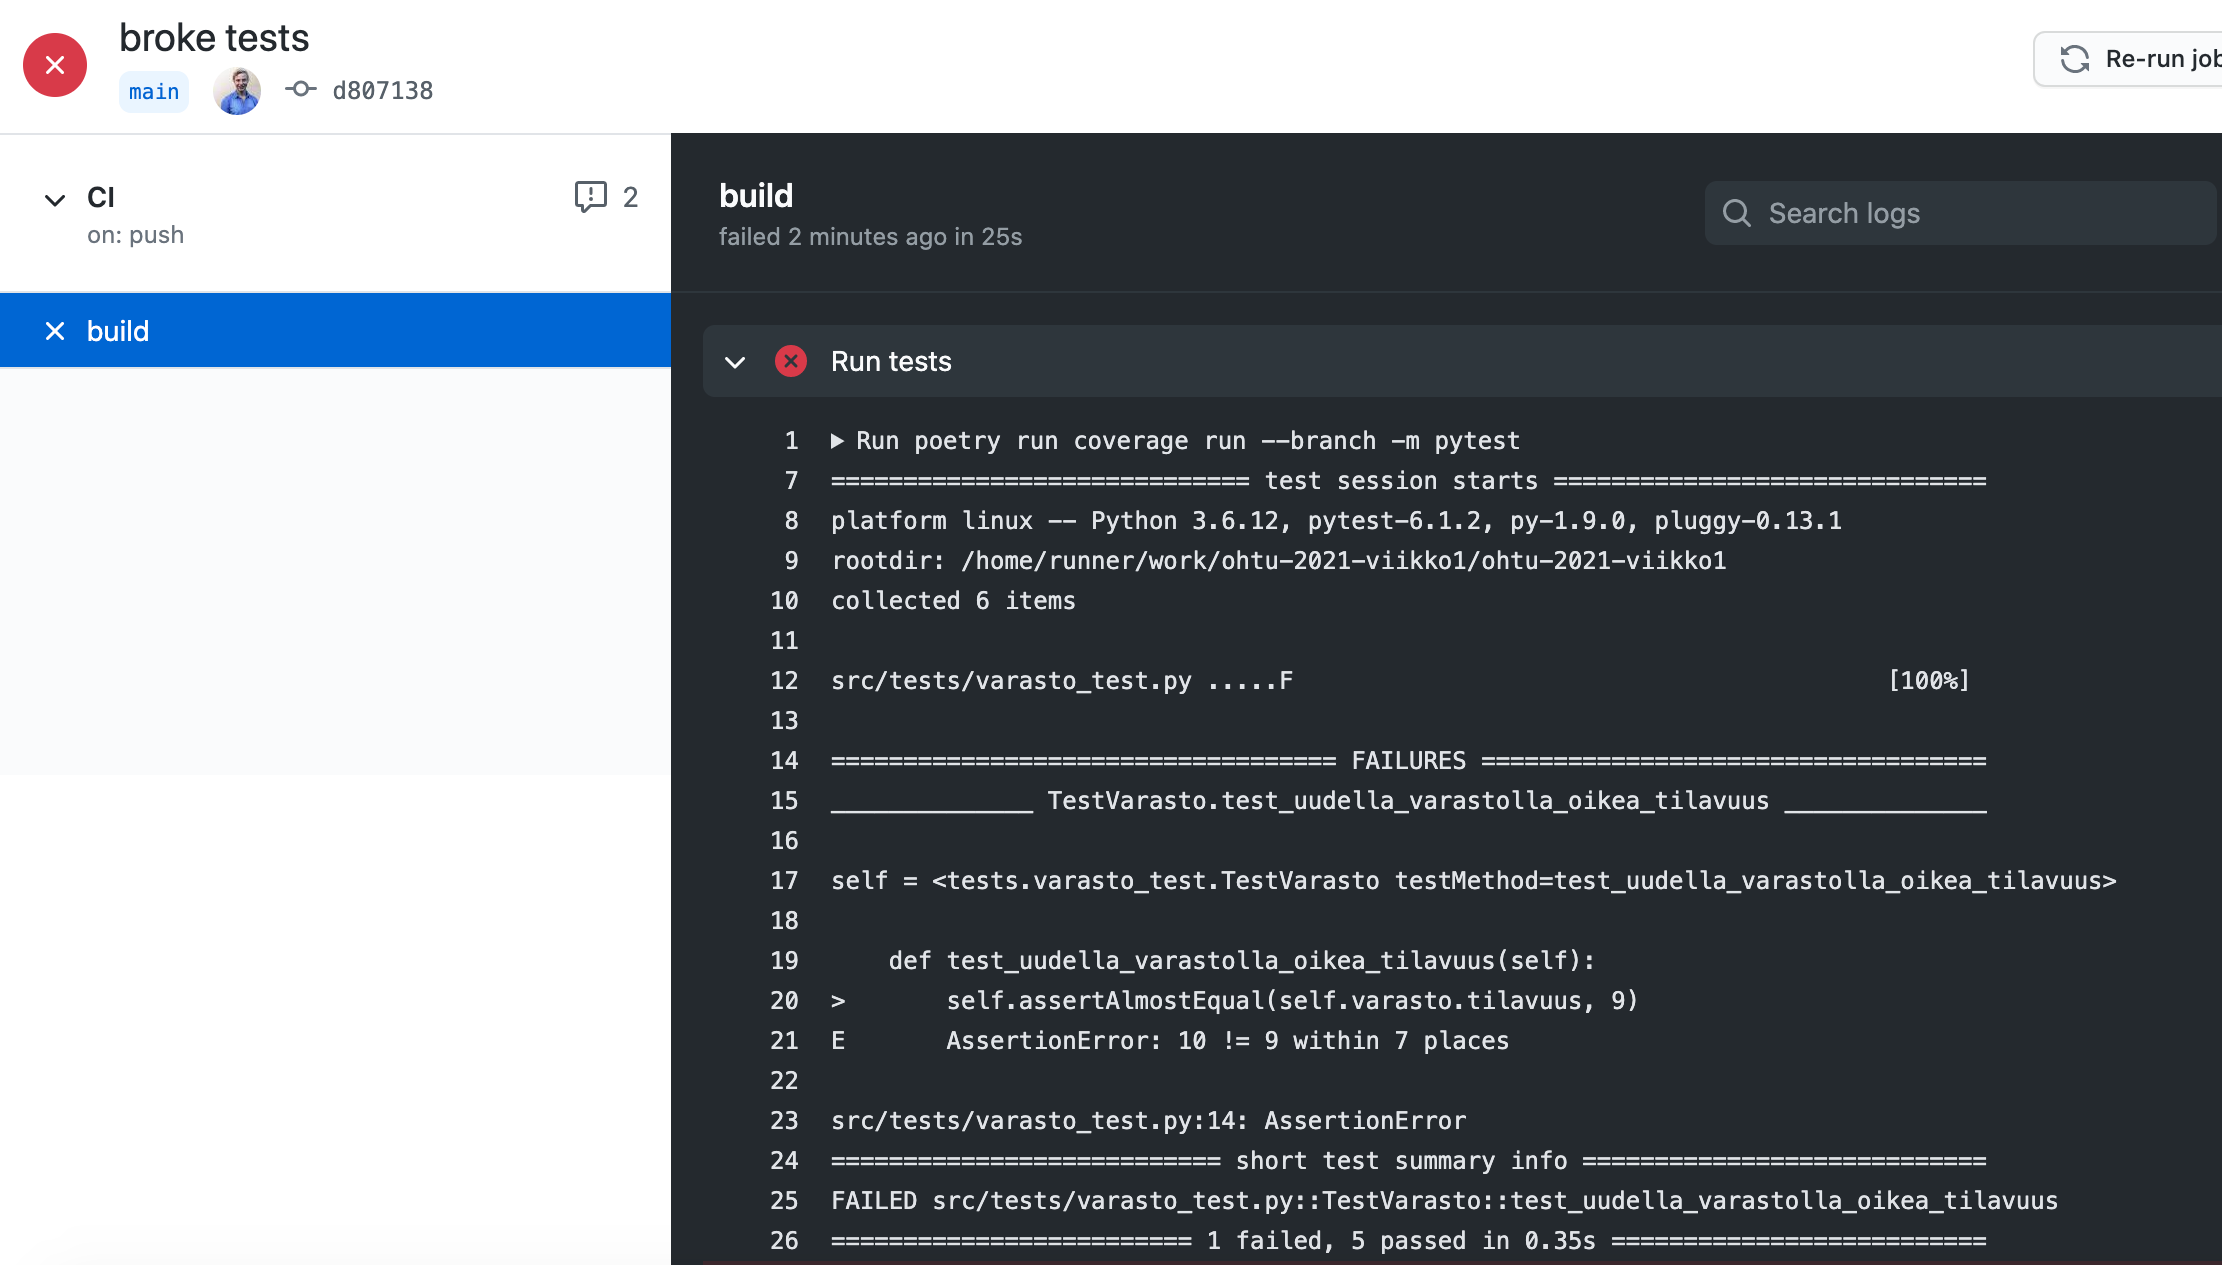 broke tests
main d807138
Re-run job
CI 2
on: push
build
build
failed 2 minutes ago in 25s
Search logs
Run tests
1 Run poetry run coverage run --branch -m pytest
7 ============================= test session starts ==============================
8 platform linux -- Python 3.6.12, pytest-6.1.2, py-1.9.0, pluggy-0.13.1
9 rootdir: /home/runner/work/ohtu-2021-viikko1/ohtu-2021-viikko1
10 collected 6 items
11
12 src/tests/varasto_test.py .....F [100%]
13
14 =================================== FAILURES ===================================
15 ______________ TestVarasto.test_uudella_varastolla_oikea_tilavuus ______________
16
17 self = <tests.varasto_test.TestVarasto testMethod=test_uudella_varastolla_oikea_tilavuus>
18
19 def test_uudella_varastolla_oikea_tilavuus(self):
20 > self.assertAlmostEqual(self.varasto.tilavuus, 9)
21 E AssertionError: 10 != 9 within 7 places
22
23 src/tests/varasto_test.py:14: AssertionError
24 =========================== short test summary info ============================
25 FAILED src/tests/varasto_test.py::TestVarasto::test_uudella_varastolla_oikea_tilavuus
26 ========================= 1 failed, 5 passed in 0.35s ==========================